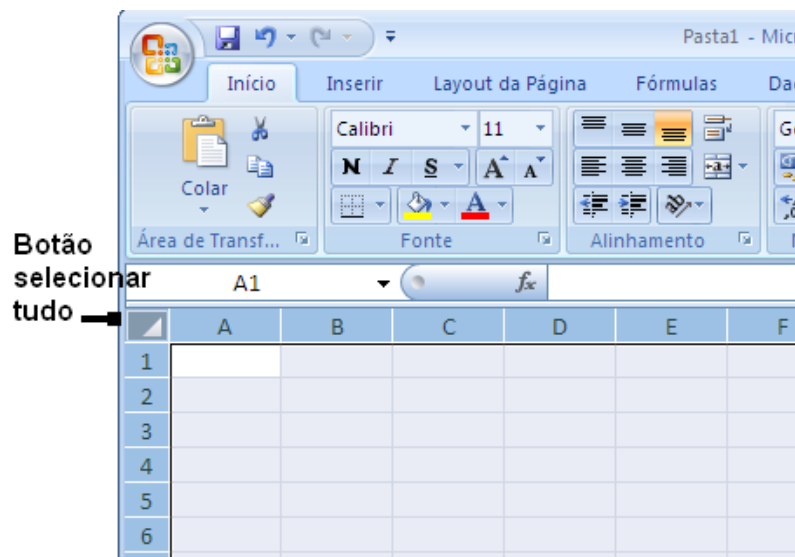 Pasta1 - Mic
Início Inserir Layout da Página Fórmulas Da
Calibri 11
N I S A A
Colar
A
Área de Transf... Fonte Alinhamento
Botão
selecionar
tudo
A1 fx
A B C D E F
1
2
3
4
5
6